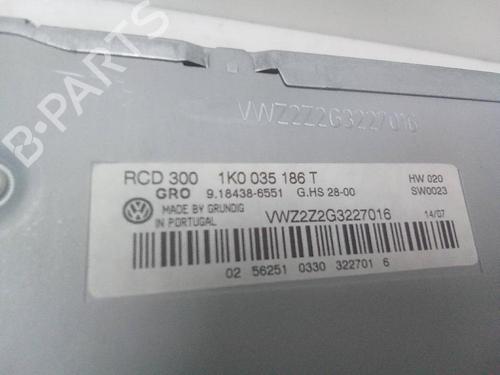 B-PARTS
VWZ2Z2G3227016
RCD 300 1K0 035 186 T HW 020
GRO 9.18438-6551 G.HS 28-00 SW0023
MADE BY GRUNDIG VWZ2Z2G3227016 14/07
IN PORTUGAL
02 56251 0330 322701 6